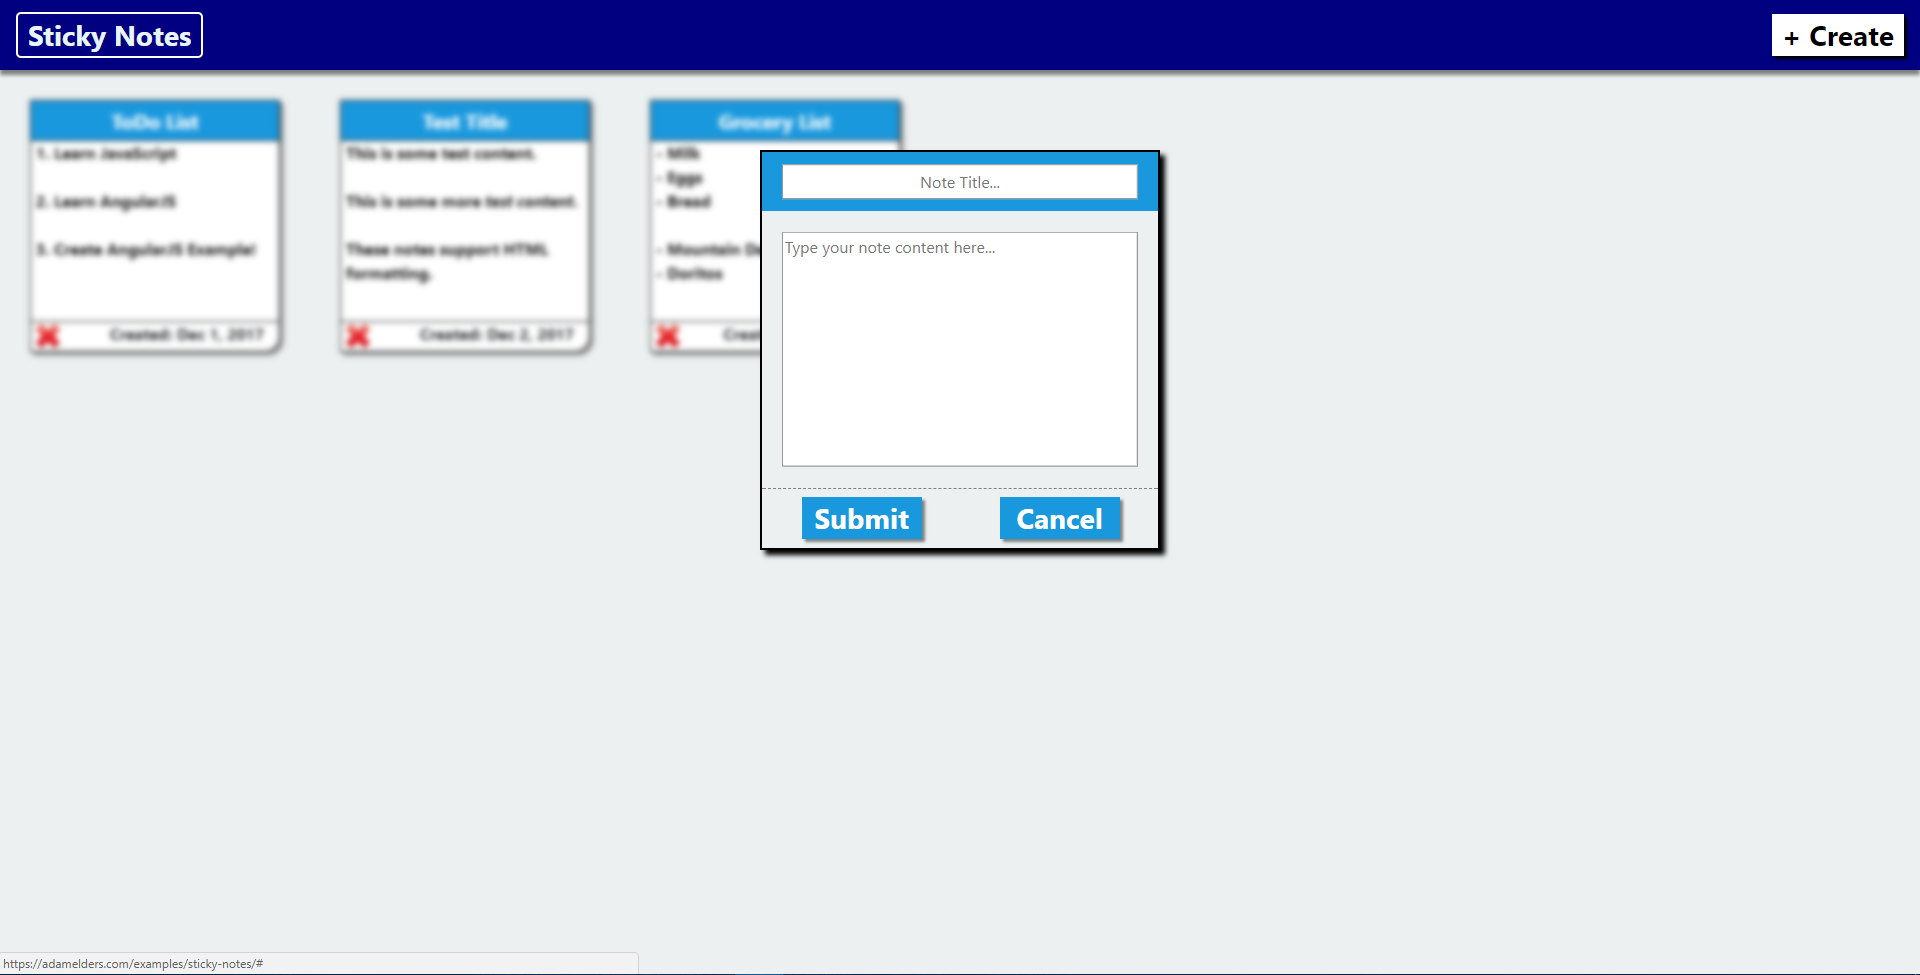 Sticky Notes
+ Create
ToDo List
1. Learn JavaScript
2. Learn AngularJS
3. Create AngularJS Example!
Created: Dec 1, 2017
Test Title
This is some test content.
This is some more test content.
These notes support HTML
formatting.
Created: Dec 2, 2017
Grocery List
- Milk
- Eggs
- Bread
- Mountain
- Doritos
Note Title...
Type your note content here...
Submit
Cancel
https://adamelders.com/examples/sticky-notes/#